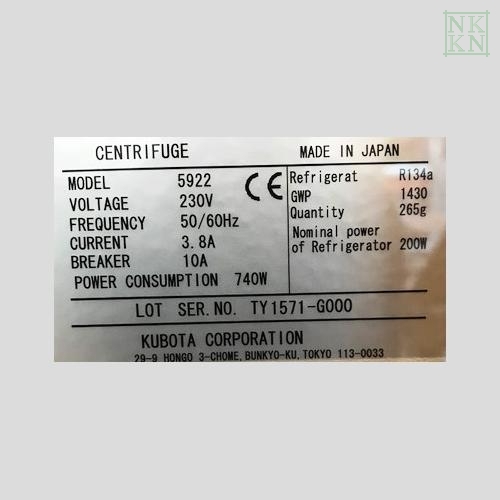 NK
KN
CENTRIFUGE MADE IN JAPAN
MODEL 5922
VOLTAGE 230V
FREQUENCY 50/60Hz
CURRENT 3.8A
BREAKER 10A
POWER CONSUMPTION 740W
CE
Refrigerat R134a
GWP 1430
Quantity 265g
Nominal power
of Refrigerator 200W
LOT SER.NO. TY1571-G000
KUBOTA CORPORATION
29-9 HONGO 3-CHOME, BUNKYO-KU, TOKYO 113-0033